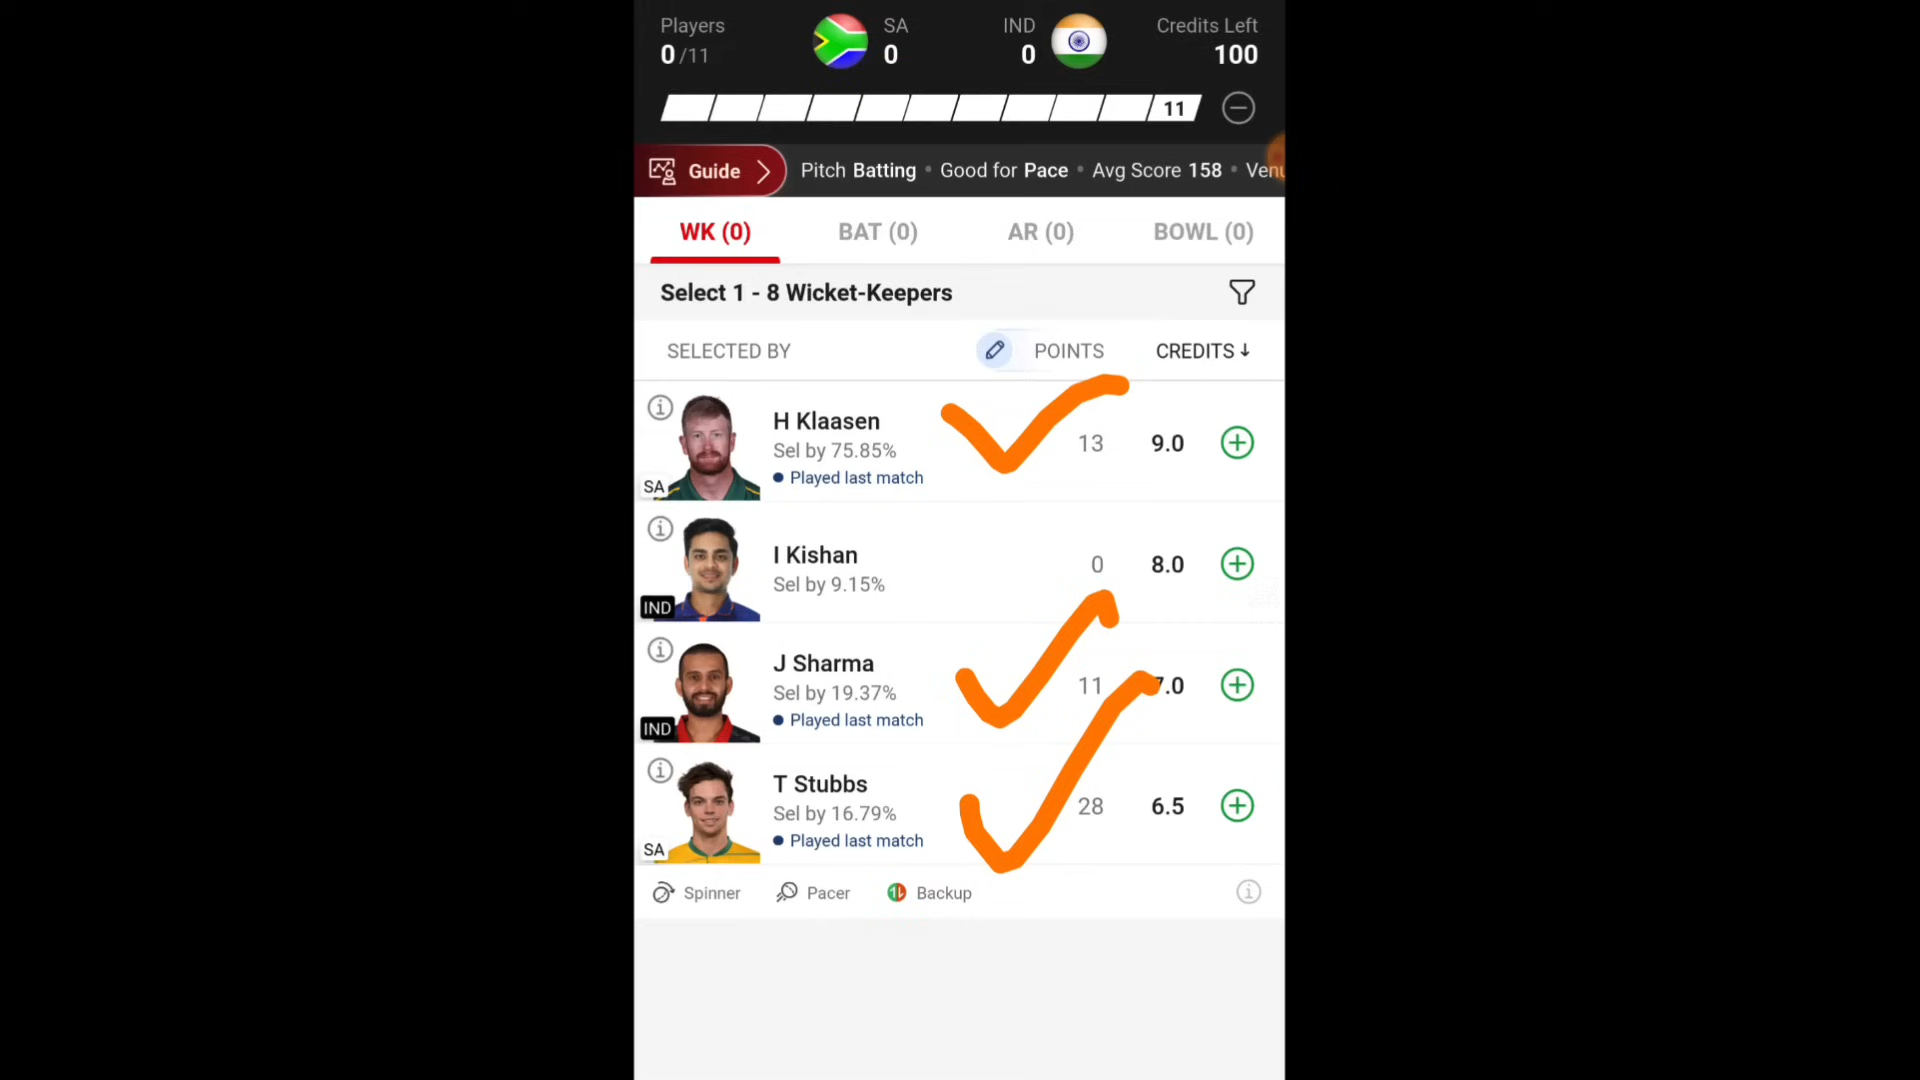 Players SA IND Credits Left
0 /11 0 0 100
11
Guide Pitch Batting • Good for Pace • Avg Score 158 •
WK (0) BAT (0) AR (0) BOWL (0)
Select 1 - 8 Wicket-Keepers
SELECTED BY POINTS CREDITS↓
H Klaasen
Sel by 75.85% 13 9.0
Played last match
SA
I Kishan
0 8.0
Sel by 9.15%
IND
J Sharma
Sel by 19.37% 11 7.0
Played last match
IND
T Stubbs
Sel by 16.79% 28 6.5
Played last match
SA
Spinner Pacer Backup